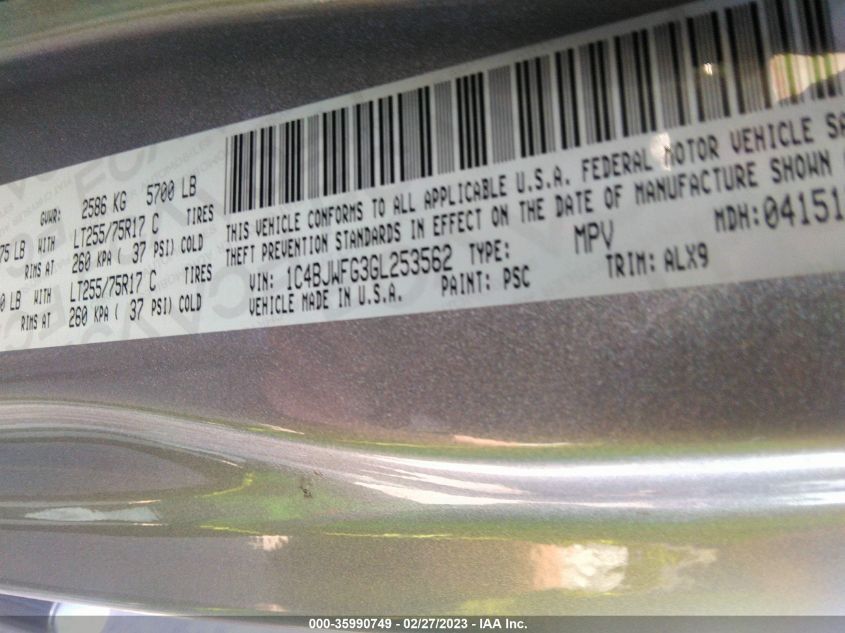 GVWR: 2586 KG 5700 LB
75 LB WITH LT255/75R17 C TIRES
RIMS AT 260 KPA ( 37 PSI) COLD
0 LB WITH LT255/75R17 C TIRES
RIMS AT 260 KPA ( 37 PSI) COLD
THIS VEHICLE CONFORMS TO ALL APPLICABLE U.S.A. FEDERAL MOTOR VEHICLE SA
THEFT PREVENTION STANDARDS IN EFFECT ON THE DATE OF MANUFACTURE SHOWN
VIN: 1C4BJWFG3GL253562 TYPE: MPV MDH: 04151
VEHICLE MADE IN U.S.A. PAINT: PSC TRIM: ALX9
000-35990749 - 02/27/2023 - IAA Inc.